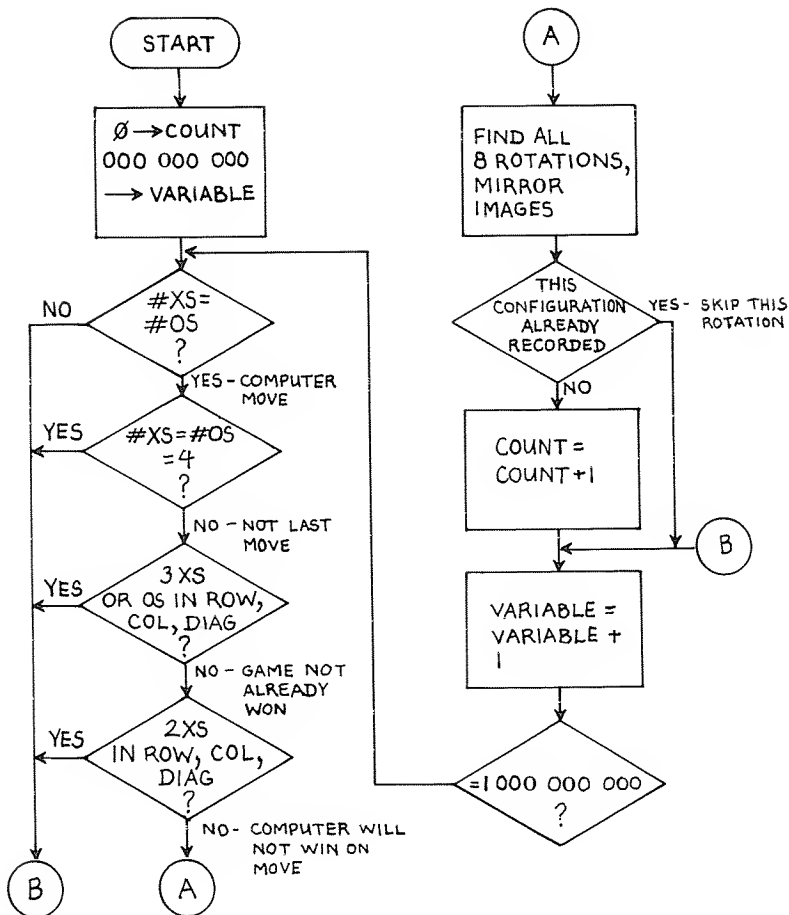 START
Ø → COUNT
000 000 000
→ VARIABLE
#XS=
#OS
?
NO
YES - COMPUTER
MOVE
#XS=#OS
=4
?
YES
NO - NOT LAST
MOVE
3 XS
OR OS IN ROW,
COL, DIAG
?
YES
NO - GAME NOT
ALREADY
WON
2XS
IN ROW, COL,
DIAG
?
YES
NO - COMPUTER WILL
NOT WIN ON
MOVE
B
A
A
FIND ALL
8 ROTATIONS,
MIRROR
IMAGES
THIS
CONFIGURATION
ALREADY
RECORDED
YES - SKIP THIS
ROTATION
NO
COUNT =
COUNT +1
B
VARIABLE =
VARIABLE +
1
=1000 000 000
?